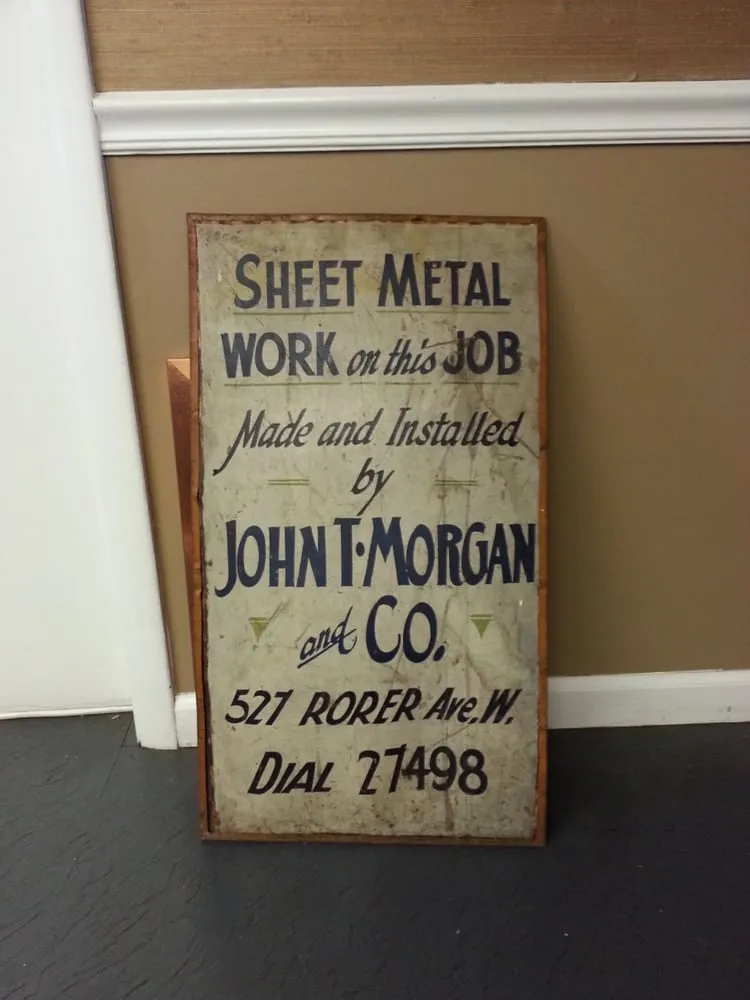 SHEET METAL
WORK on this JOB
Made and Installed
by
JOHN T. MORGAN
and CO.
527 RORER Ave. W.
DIAL 27498